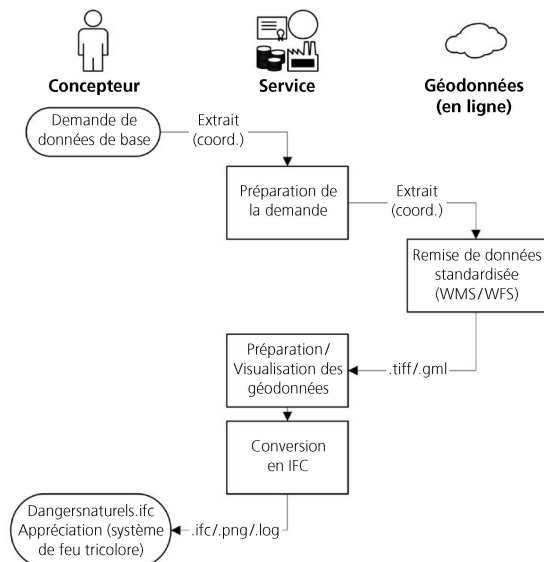 Concepteur
Service
Géodonnées
(en ligne)
Demande de
données de base
Extrait
(coord.)
Préparation de
la demande
Extrait
(coord.)
Remise de données
standardisée
(WMS/WFS)
Préparation/
Visualisation des
géodonnées
.tiff/.gml
Conversion
en IFC
Dangersnaturels.ifc
Appréciation (système
de feu tricolore)
.ifc/.png/.log